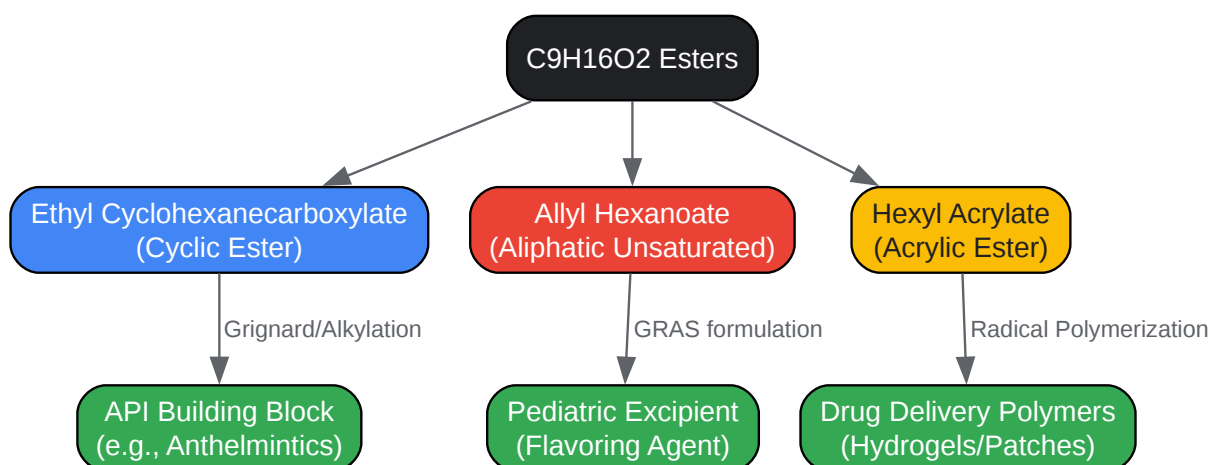 C9H16O2 Esters
Ethyl Cyclohexanecarboxylate
(Cyclic Ester)
Allyl Hexanoate
(Aliphatic Unsaturated)
Hexyl Acrylate
(Acrylic Ester)
Grignard/Alkylation
GRAS formulation
Radical Polymerization
API Building Block
(e.g., Anthelmintics)
Pediatric Excipient
(Flavoring Agent)
Drug Delivery Polymers
(Hydrogels/Patches)